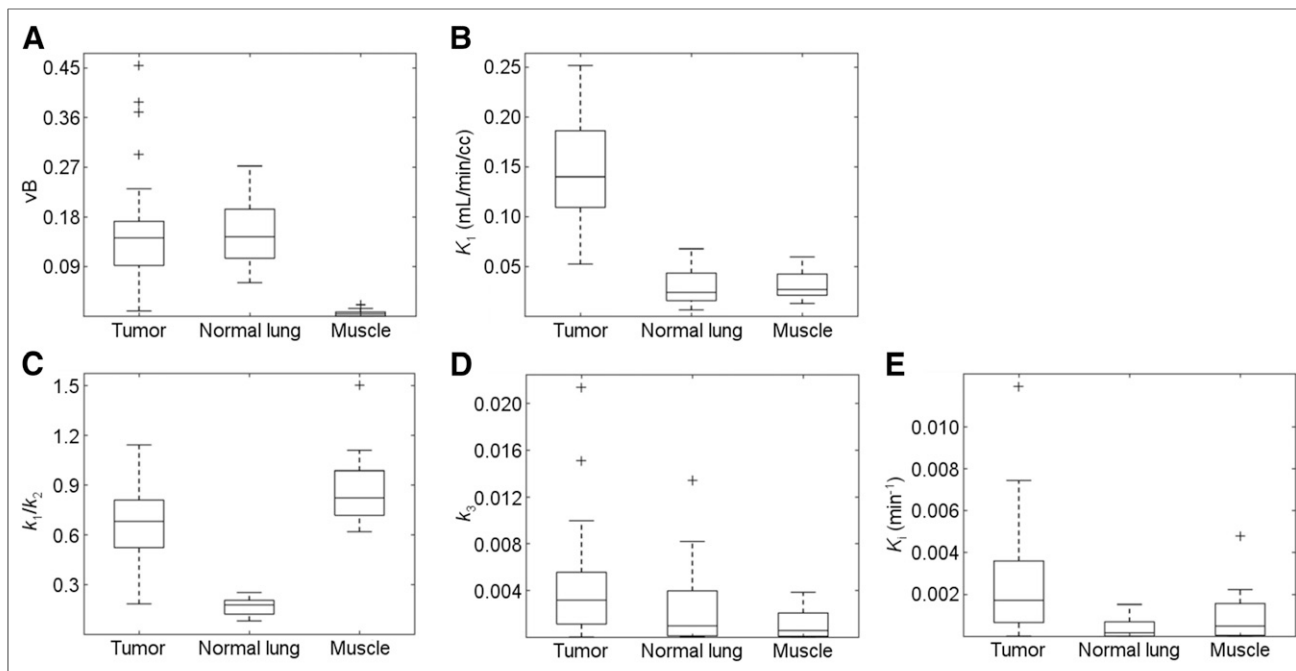 A
vB
0.45
0.36
0.27
0.18
0.09
Tumor Normal lung Muscle
B
K₁ (mL/min/cc)
0.25
0.20
0.15
0.10
0.05
Tumor Normal lung Muscle
C
k₁/k₂
1.5
1.2
0.9
0.6
0.3
Tumor Normal lung Muscle
D
k₃
0.020
0.016
0.012
0.008
0.004
Tumor Normal lung Muscle
E
Kᵢ (min⁻¹)
0.010
0.008
0.006
0.004
0.002
Tumor Normal lung Muscle